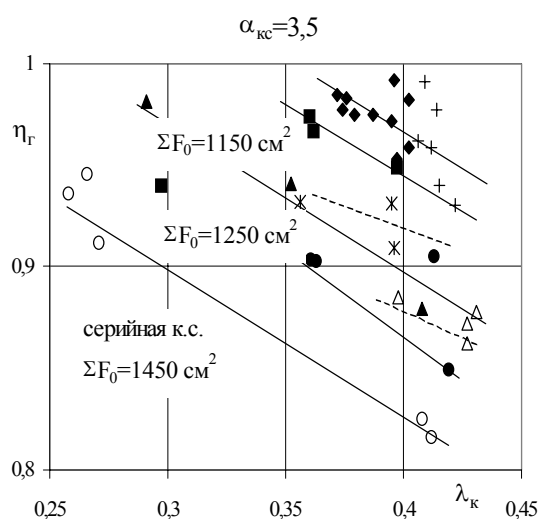 α_кс=3,5
1
η_г
ΣF₀=1150 см²
ΣF₀=1250 см²
0,9
серийная к.с.
ΣF₀=1450 см²
0,8
λ_к
0,25 0,3 0,35 0,4 0,45